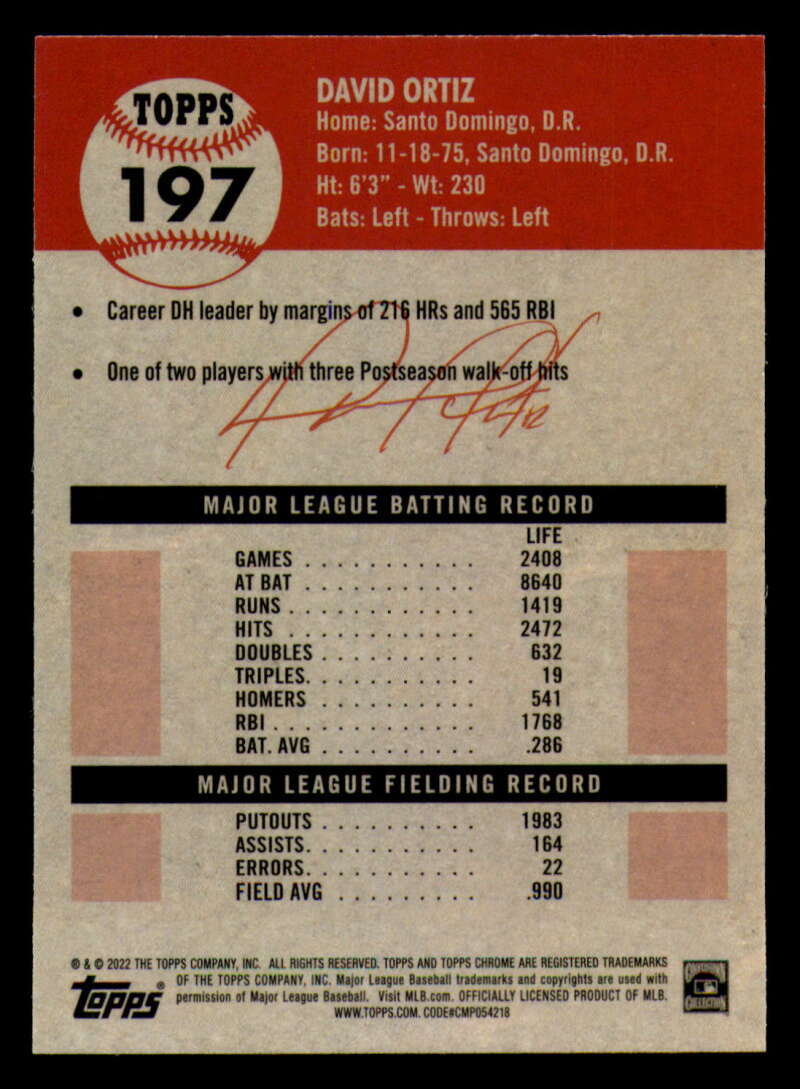 TOPPS
197
DAVID ORTIZ
Home: Santo Domingo, D.R.
Born: 11-18-75, Santo Domingo, D.R.
Ht: 6'3" - Wt: 230
Bats: Left - Throws: Left
• Career DH leader by margins of 216 HRs and 565 RBI
• One of two players with three Postseason walk-off hits
MAJOR LEAGUE BATTING RECORD
LIFE
GAMES . . . . . . . . . . . 2408
AT BAT . . . . . . . . . . . 8640
RUNS . . . . . . . . . . . . 1419
HITS . . . . . . . . . . . . 2472
DOUBLES . . . . . . . . . . 632
TRIPLES. . . . . . . . . . . 19
HOMERS . . . . . . . . . . 541
RBI . . . . . . . . . . . . . 1768
BAT. AVG . . . . . . . . . . .286
MAJOR LEAGUE FIELDING RECORD
PUTOUTS . . . . . . . . . . 1983
ASSISTS. . . . . . . . . . . 164
ERRORS. . . . . . . . . . . 22
FIELD AVG . . . . . . . . . .990
® & © 2022 THE TOPPS COMPANY, INC. ALL RIGHTS RESERVED. TOPPS AND TOPPS CHROME ARE REGISTERED TRADEMARKS
OF THE TOPPS COMPANY, INC. Major League Baseball trademarks and copyrights are used with
permission of Major League Baseball. Visit MLB.com. OFFICIALLY LICENSED PRODUCT OF MLB.
WWW.TOPPS.COM. CODE#CMP054218
topps®
COOPERSTOWN
COLLECTION